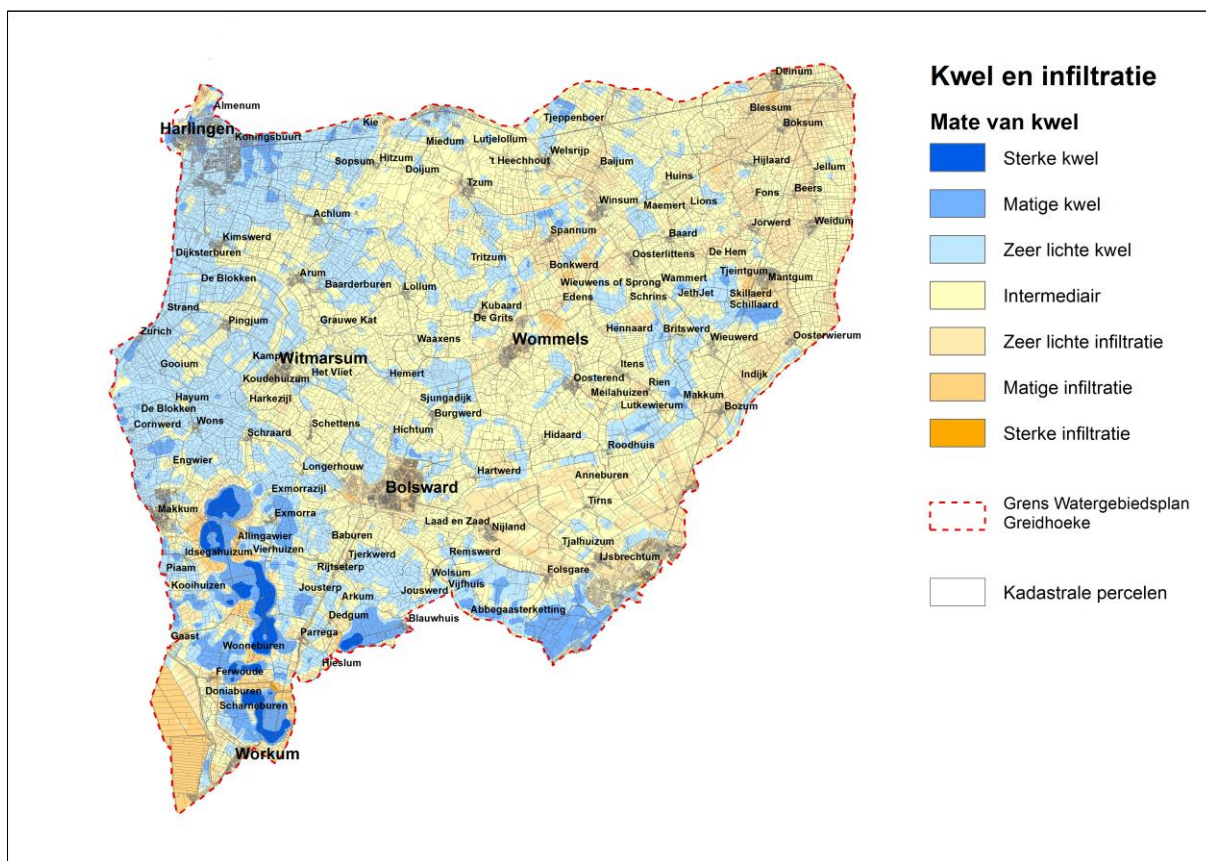 Kwel en infiltratie
Mate van kwel
Sterke kwel
Matige kwel
Zeer lichte kwel
Intermediair
Zeer lichte infiltratie
Matige infiltratie
Sterke infiltratie
Grens Watergebiedsplan
Greidhoeke
Kadastrale percelen
Deinum
Almenum
Blessum
Harlingen
Kie
Tjeppenboer
Boksum
Koningsbuurt
Miedum
Lutjelollum
Welsrijp
Sopsum
Hitzum
Doijum
't Heechhout
Baijum
Hijlaard
Jellum
Huins
Tzum
Fons
Beers
Winsum
Maemert
Lions
Achlum
Jorwerd
Weidum
Kimswerd
Spannum
Baard
Dijksterburen
Tritzum
Bonkwerd
Oosterlittens
De Hem
De Blokken
Arum
Baarderburen
Lollum
Wieuwens of Sprong
Wammert
Tjeintgum
Mantgum
Edens
Schrins
JethJet
Skillaerd
Schillaard
Strand
Kubaard
De Grits
Pingjum
Grauwe Kat
Zurich
Waaxens
Wommels
Hennaard
Britswerd
Wieuwerd
Oosterwierum
Kamp
Witmarsum
Gooium
Koudehuizum
Het Vliet
Hemert
Itens
Indijk
Oosterend
Rien
Hayum
Harkezijl
Sjungadijk
Meilahuizen
Makkum
De Blokken
Burgwerd
Lutkewierum
Bozum
Cornwerd
Wons
Schettens
Schraard
Hichtum
Hidaard
Roodhuis
Engwier
Longerhouw
Hartwerd
Anneburen
Exmorrazijl
Bolsward
Makkum
Exmorra
Tirns
Laad en Zaad
Nijland
Allingawier
Baburen
Idsegahuizum
Vierhuizen
Tjerkwerd
Remswerd
Tjalhuizum
IJsbrechtum
Piaam
Rijtseterp
Wolsum
Folsgare
Kooihuizen
Jousterp
Jouswerd
Vijfhuis
Arkum
Abbegaasterketting
Dedgum
Blauwhuis
Gaast
Parrega
Wonneburen
Hieslum
Ferwoude
Doniaburen
Scharneburen
Workum